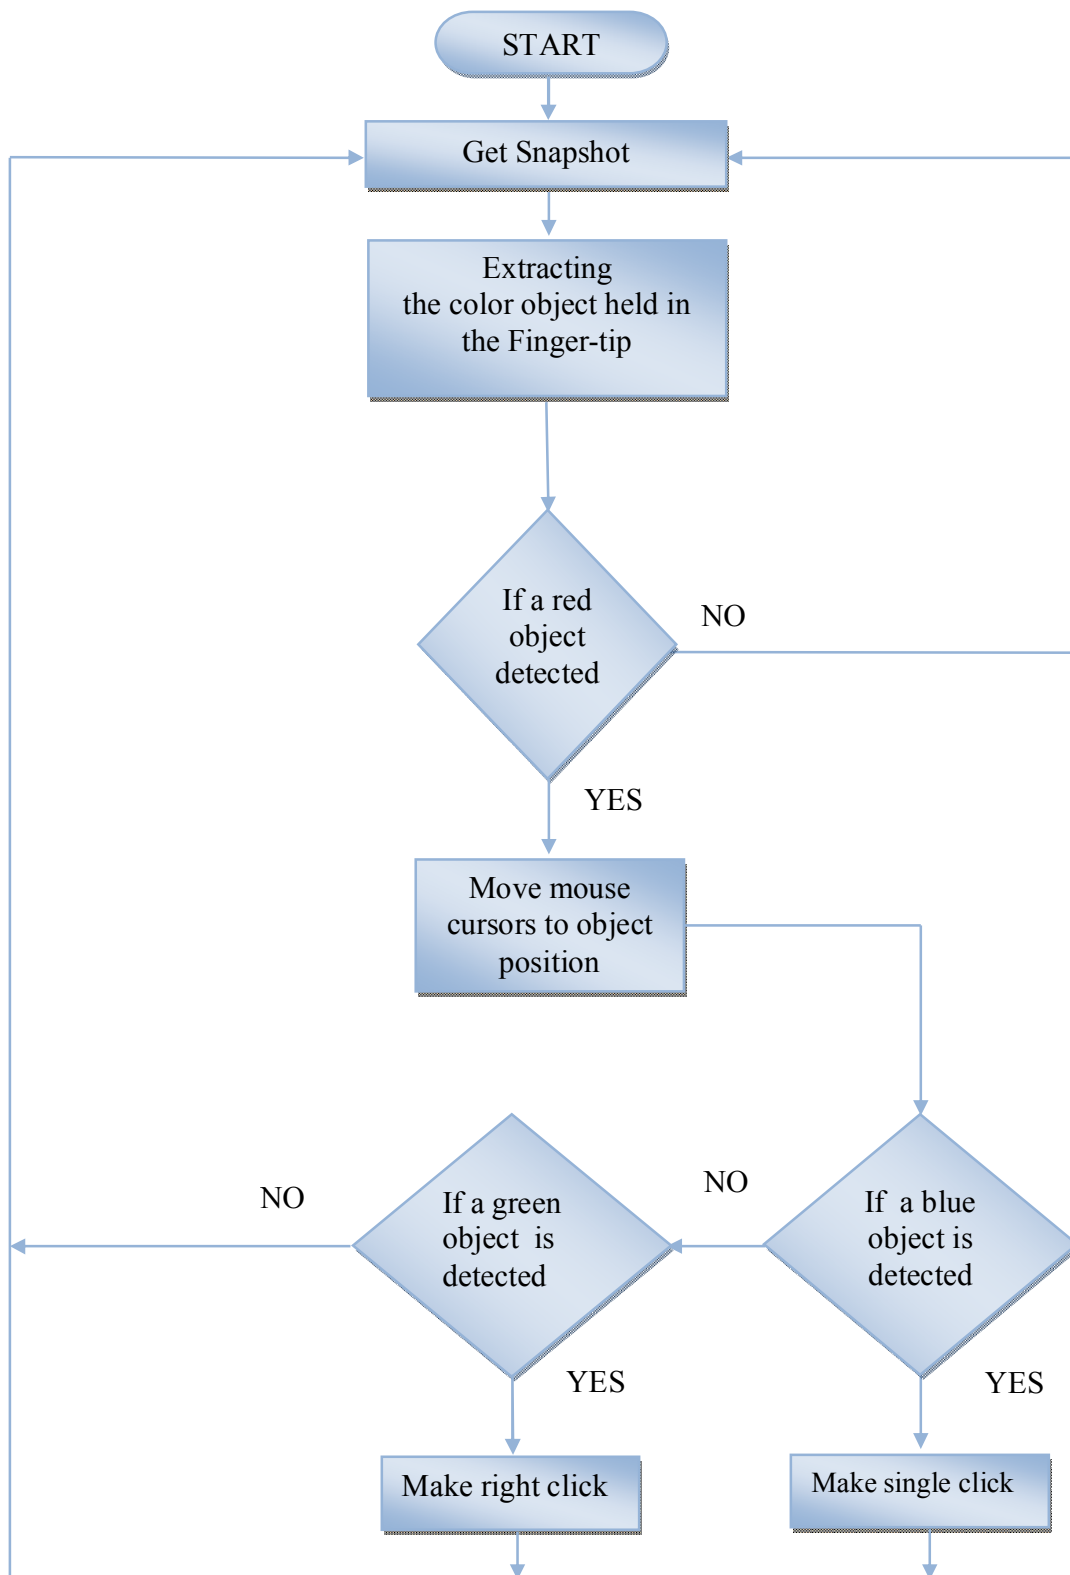 START
Get Snapshot
Extracting
the color object held in
the Finger-tip
If a red
object
detected
NO
YES
Move mouse
cursors to object
position
NO
If a green
object is
detected
NO
If a blue
object is
detected
YES
YES
Make right click
Make single click